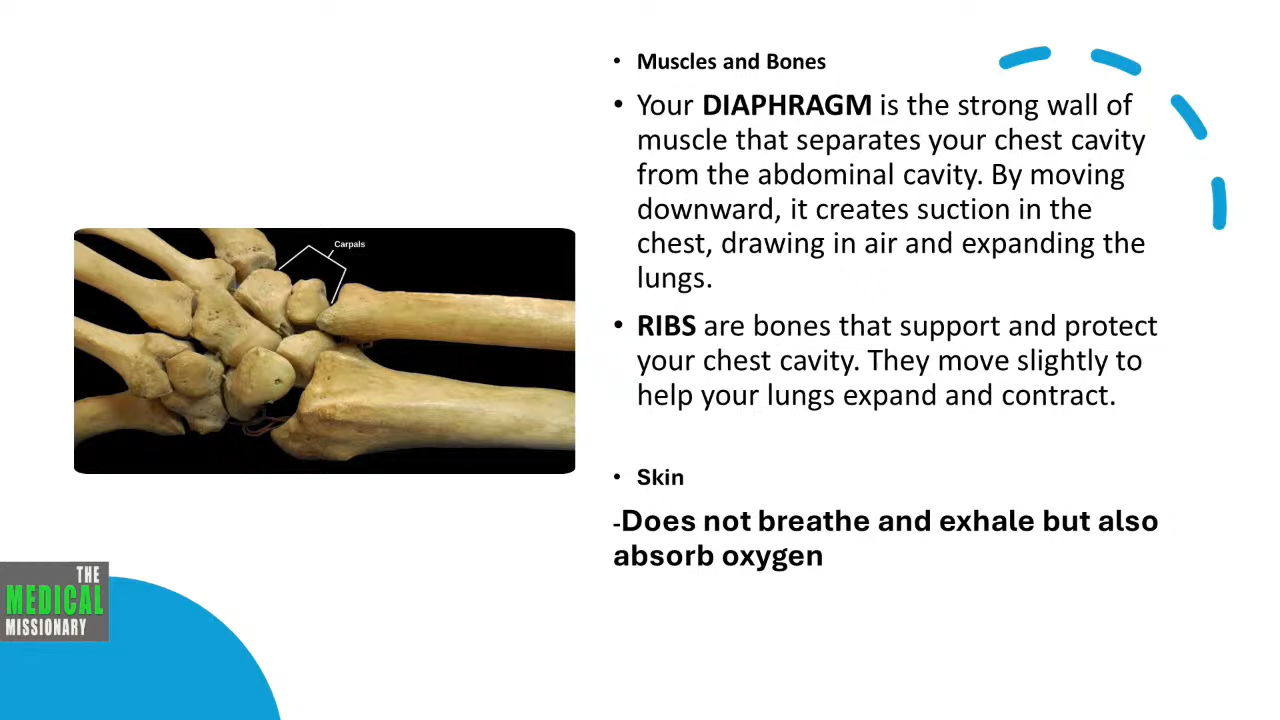 Carpals
• Muscles and Bones
• Your DIAPHRAGM is the strong wall of
muscle that separates your chest cavity
from the abdominal cavity. By moving
downward, it creates suction in the
chest, drawing in air and expanding the
lungs.
• RIBS are bones that support and protect
your chest cavity. They move slightly to
help your lungs expand and contract.
• Skin
-Does not breathe and exhale but also
absorb oxygen
THE
MEDICAL
MISSIONARY